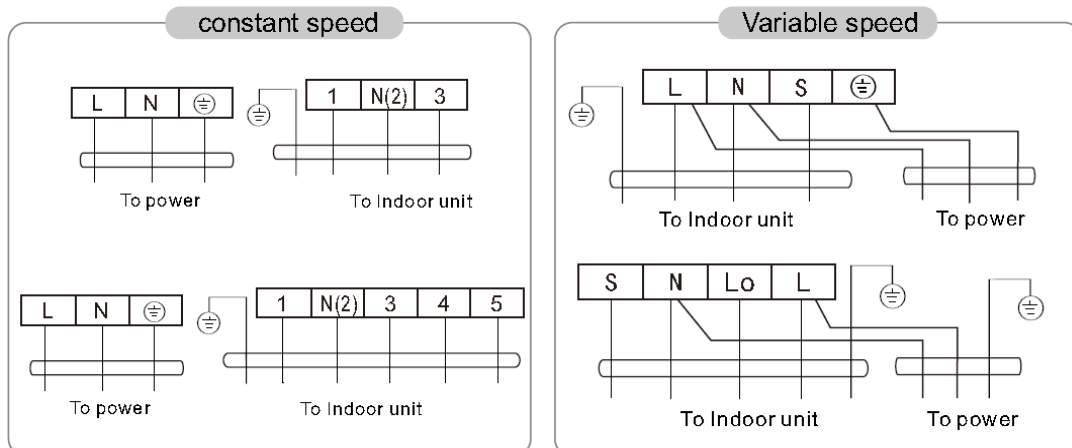 constant speed
L N 1 N(2) 3
To power To Indoor unit
L N 1 N(2) 3 4 5
To power To Indoor unit
Variable speed
L N S
To Indoor unit To power
S N Lo L
To Indoor unit To power